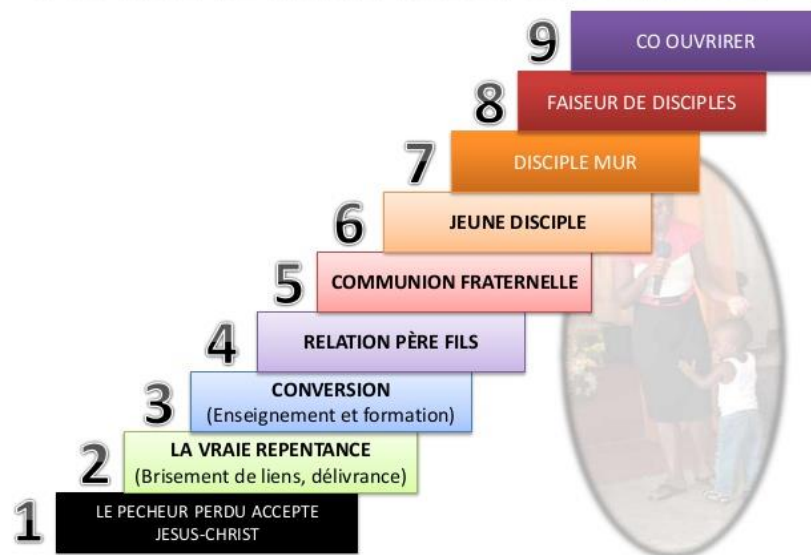 9
CO OUVRIRER
8
FAISEUR DE DISCIPLES
7
DISCIPLE MUR
6
JEUNE DISCIPLE
5
COMMUNION FRATERNELLE
4
RELATION PÈRE FILS
3
CONVERSION
(Enseignement et formation)
2
LA VRAIE REPENTANCE
(Brisement de liens, délivrance)
1
LE PECHEUR PERDU ACCEPTE
JESUS-CHRIST